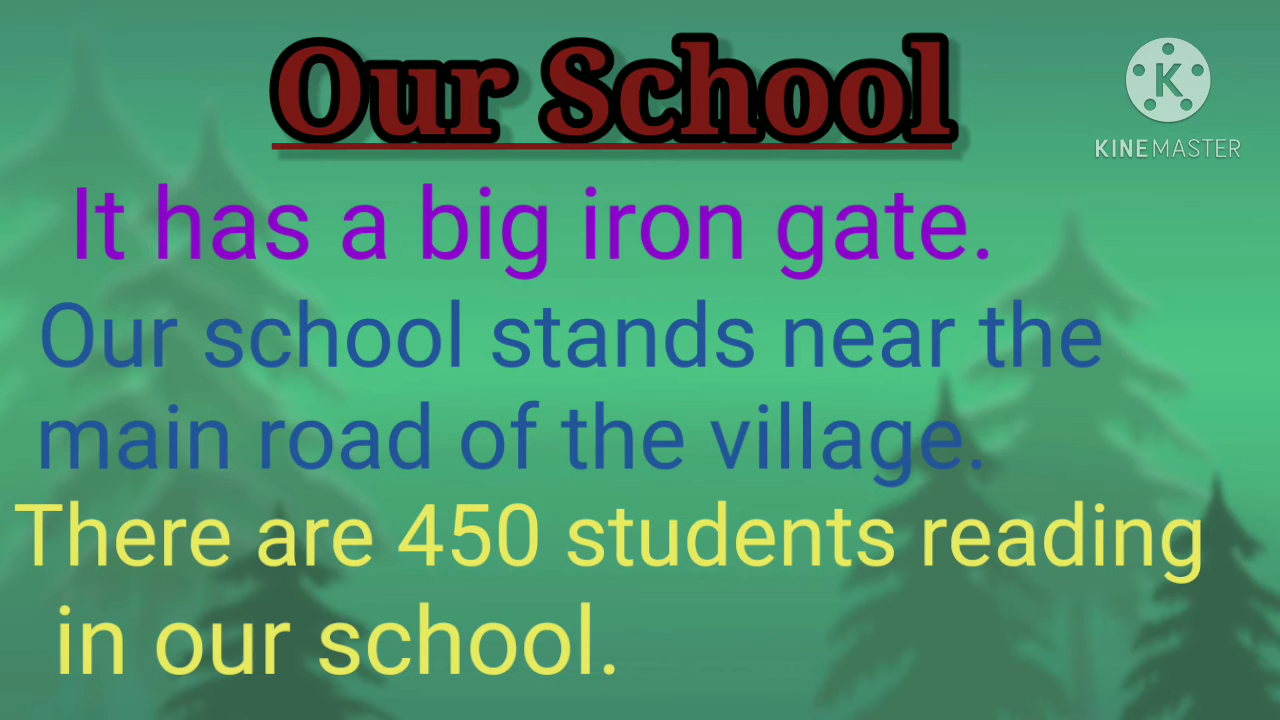 Our School
K
KINEMASTER
It has a big iron gate.
Our school stands near the
main road of the village.
There are 450 students reading
in our school.